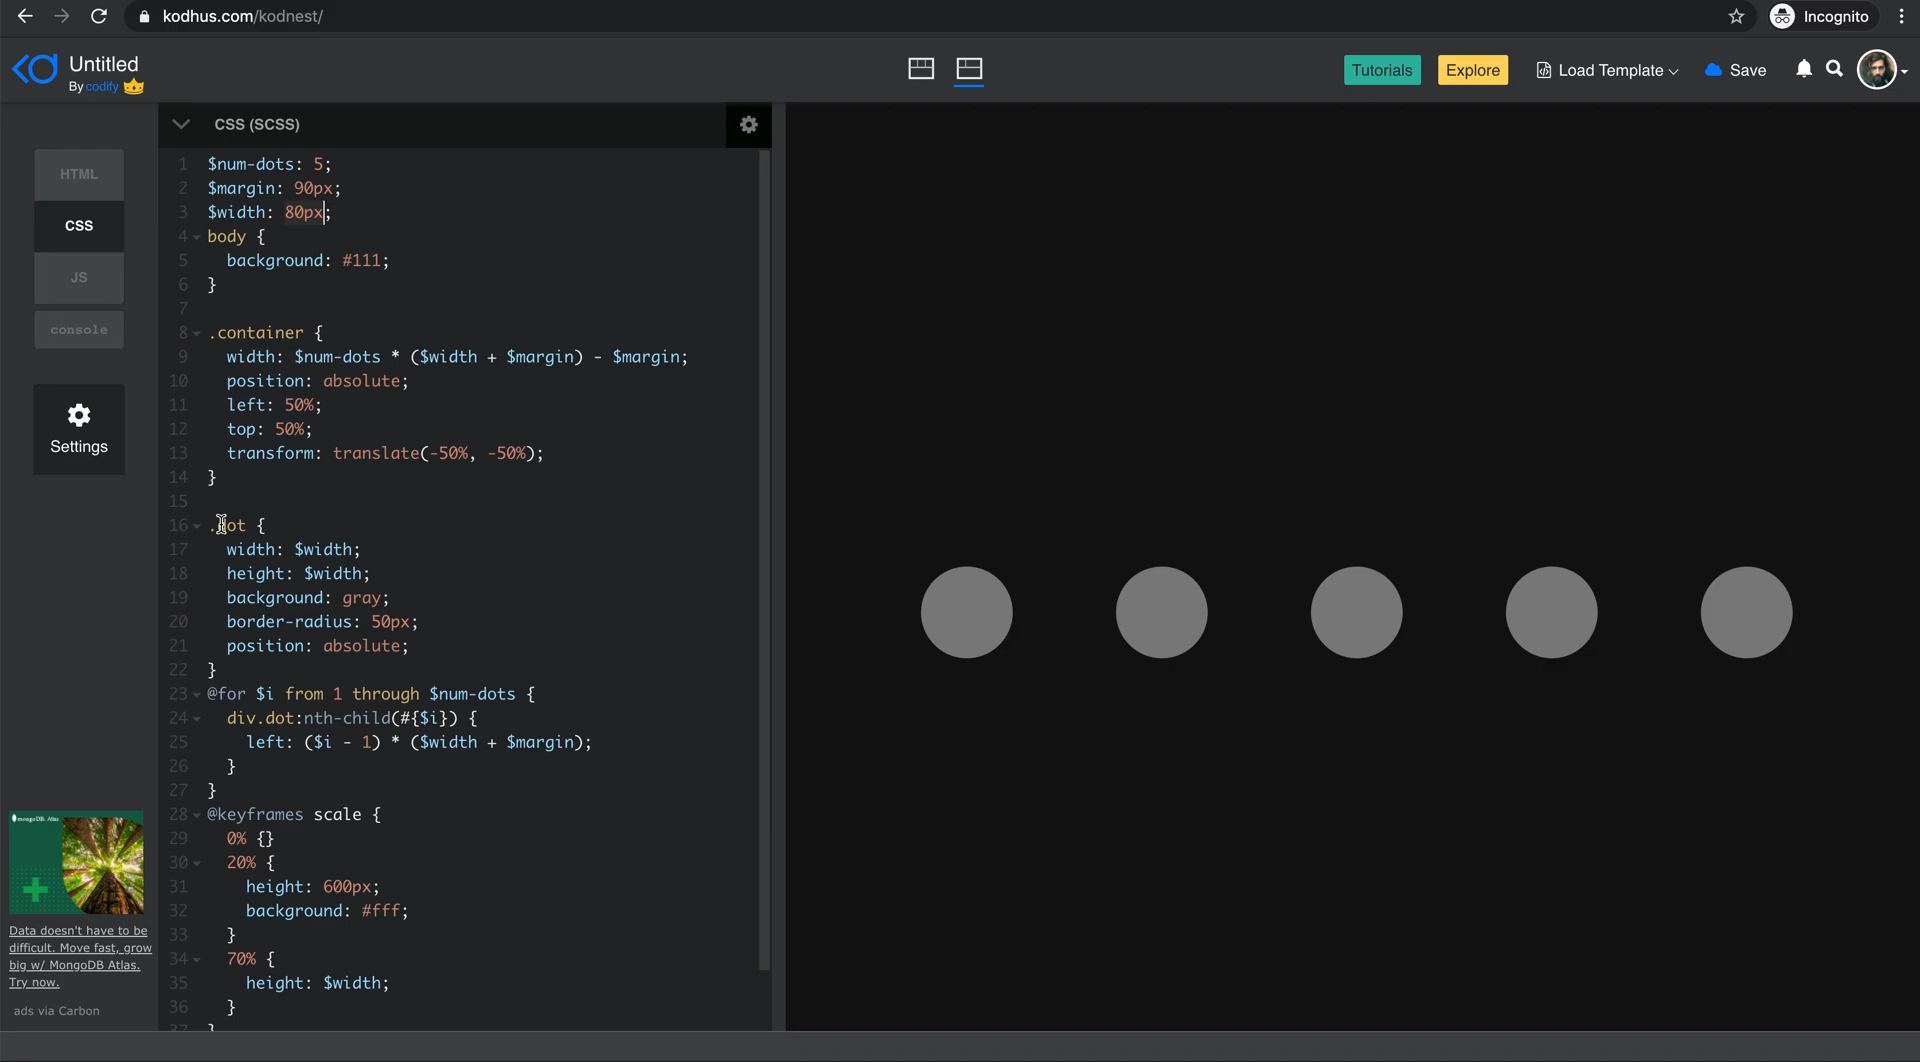 kodhus.com/kodnest/
Incognito
Untitled
By codify
Tutorials
Explore
Load Template
Save
CSS (SCSS)
HTML
CSS
JS
console
Settings
1 $num-dots: 5;
2 $margin: 90px;
3 $width: 80px;
4 body {
5 background: #111;
6 }
7
8 .container {
9 width: $num-dots * ($width + $margin) - $margin;
10 position: absolute;
11 left: 50%;
12 top: 50%;
13 transform: translate(-50%, -50%);
14 }
15
16 .dot {
17 width: $width;
18 height: $width;
19 background: gray;
20 border-radius: 50px;
21 position: absolute;
22 }
23 @for $i from 1 through $num-dots {
24 div.dot:nth-child(#{$i}) {
25 left: ($i - 1) * ($width + $margin);
26 }
27 }
28 @keyframes scale {
29 0% {}
30 20% {
31 height: 600px;
32 background: #fff;
33 }
34 70% {
35 height: $width;
36 }
37 }
mongoDB. Atlas
Data doesn't have to be
difficult. Move fast, grow
big w/ MongoDB Atlas.
Try now.
ads via Carbon